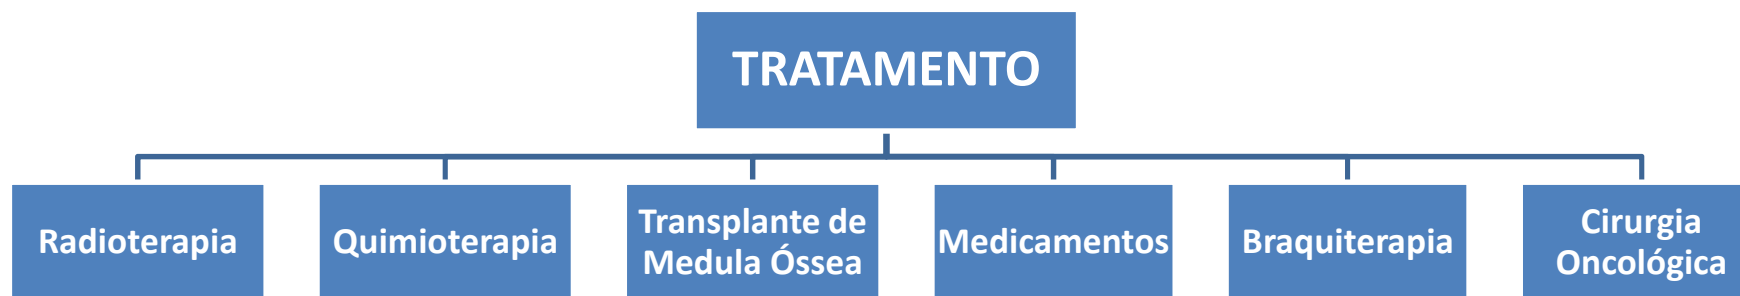 TRATAMENTO
Radioterapia
Quimioterapia
Transplante de
Medula Óssea
Medicamentos
Braquiterapia
Cirurgia
Oncológica